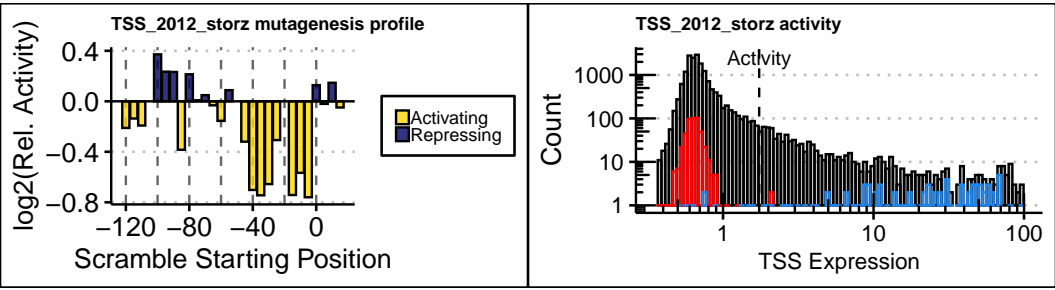 TSS_2012_storz mutagenesis profile
log2(Rel. Activity)
0.4
0.0
−0.4
−0.8
−120 −80 −40 0
Scramble Starting Position
Activating
Repressing
TSS_2012_storz activity
Activity
Count
1000
100
10
1
1 10 100
TSS Expression